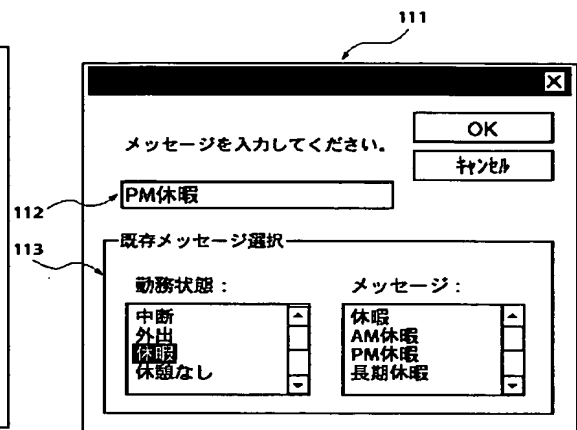 111
OK
メッセージを入力してください。
ｷｬﾝｾﾙ
PM休暇
112
既存メッセージ選択
113
勤務状態：
メッセージ：
中断
外出
休暇
休憩なし
休暇
AM休暇
PM休暇
長期休暇